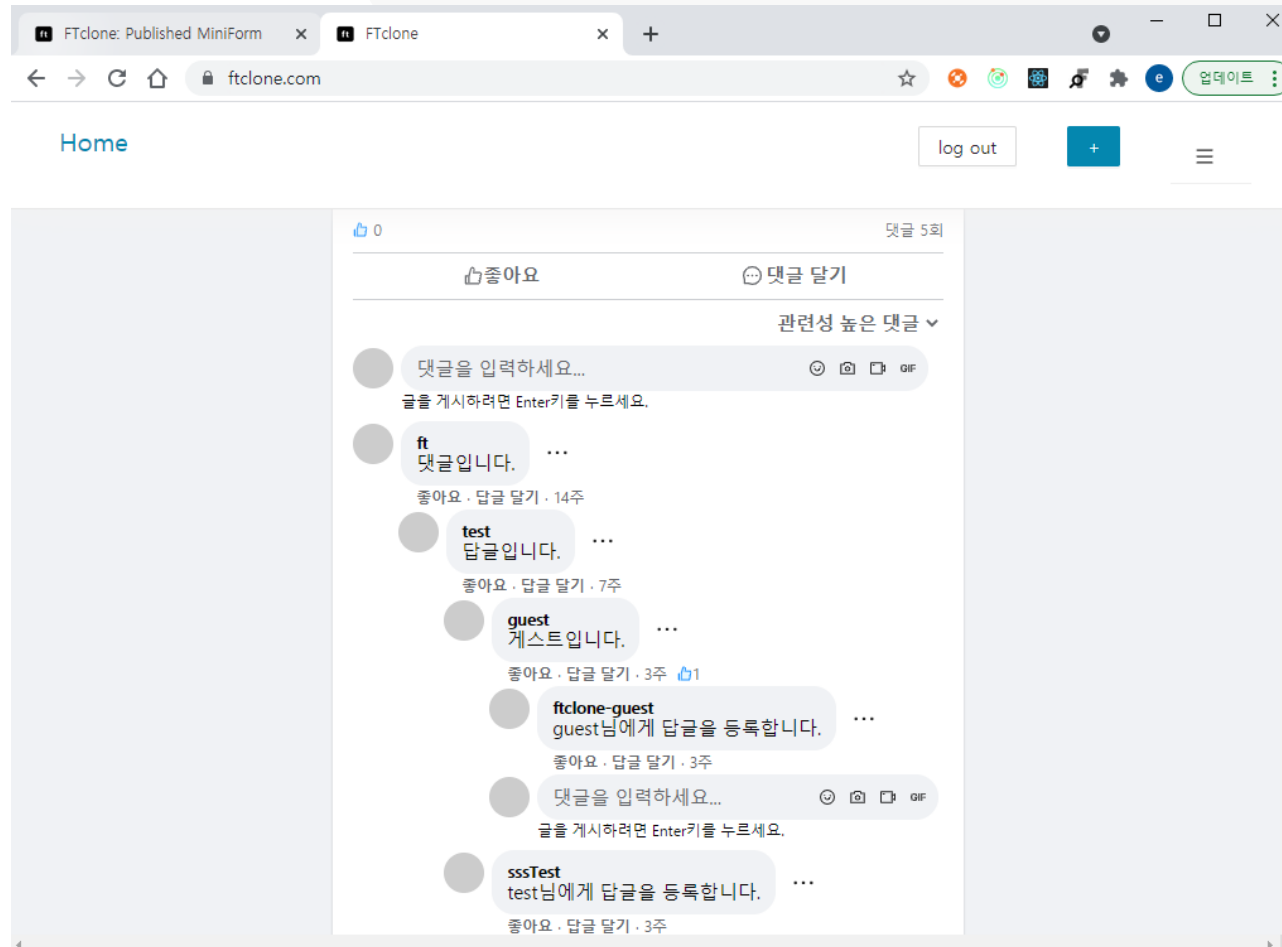 FTclone: Published MiniForm
FTclone
ftclone.com
e
업데이트
Home
log out
+
0
댓글 5회
좋아요
댓글 달기
관련성 높은 댓글
댓글을 입력하세요...
GIF
글을 게시하려면 Enter키를 누르세요.
ft
댓글입니다.
좋아요 · 답글 달기 · 14주
test
답글입니다.
좋아요 · 답글 달기 · 7주
guest
게스트입니다.
좋아요 · 답글 달기 · 3주 1
ftclone-guest
guest님에게 답글을 등록합니다.
좋아요 · 답글 달기 · 3주
댓글을 입력하세요...
GIF
글을 게시하려면 Enter키를 누르세요.
sssTest
test님에게 답글을 등록합니다.
좋아요 · 답글 달기 · 3주